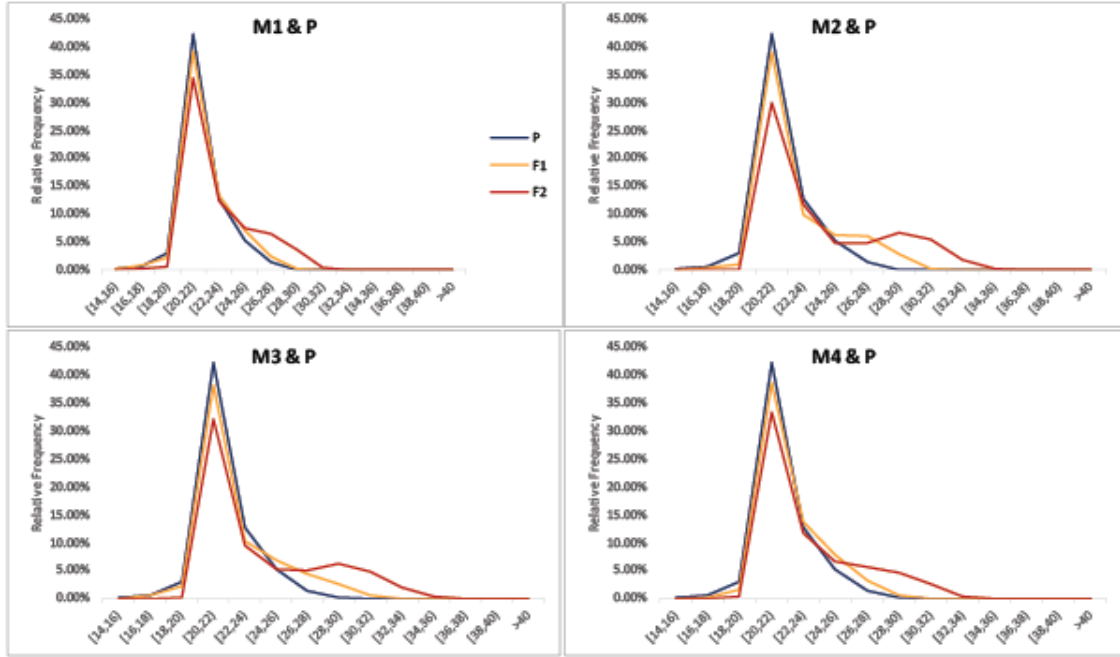 M1 & P
45.00%
40.00%
35.00%
30.00%
25.00%
20.00%
15.00%
10.00%
5.00%
0.00%
Relative Frequency
P
F1
F2
[14,16) [16,18) [18,20) [20,22) [22,24) [24,26) [26,28) [28,30) [30,32) [32,34) [34,36) [36,38) [38,40) >40
M2 & P
45.00%
40.00%
35.00%
30.00%
25.00%
20.00%
15.00%
10.00%
5.00%
0.00%
Relative Frequency
[14,16) [16,18) [18,20) [20,22) [22,24) [24,26) [26,28) [28,30) [30,32) [32,34) [34,36) [36,38) [38,40) >40
M3 & P
45.00%
40.00%
35.00%
30.00%
25.00%
20.00%
15.00%
10.00%
5.00%
0.00%
Relative Frequency
[14,16) [16,18) [18,20) [20,22) [22,24) [24,26) [26,28) [28,30) [30,32) [32,34) [34,36) [36,38) [38,40) >40
M4 & P
45.00%
40.00%
35.00%
30.00%
25.00%
20.00%
15.00%
10.00%
5.00%
0.00%
Relative Frequency
[14,16) [16,18) [18,20) [20,22) [22,24) [24,26) [26,28) [28,30) [30,32) [32,34) [34,36) [36,38) [38,40) >40